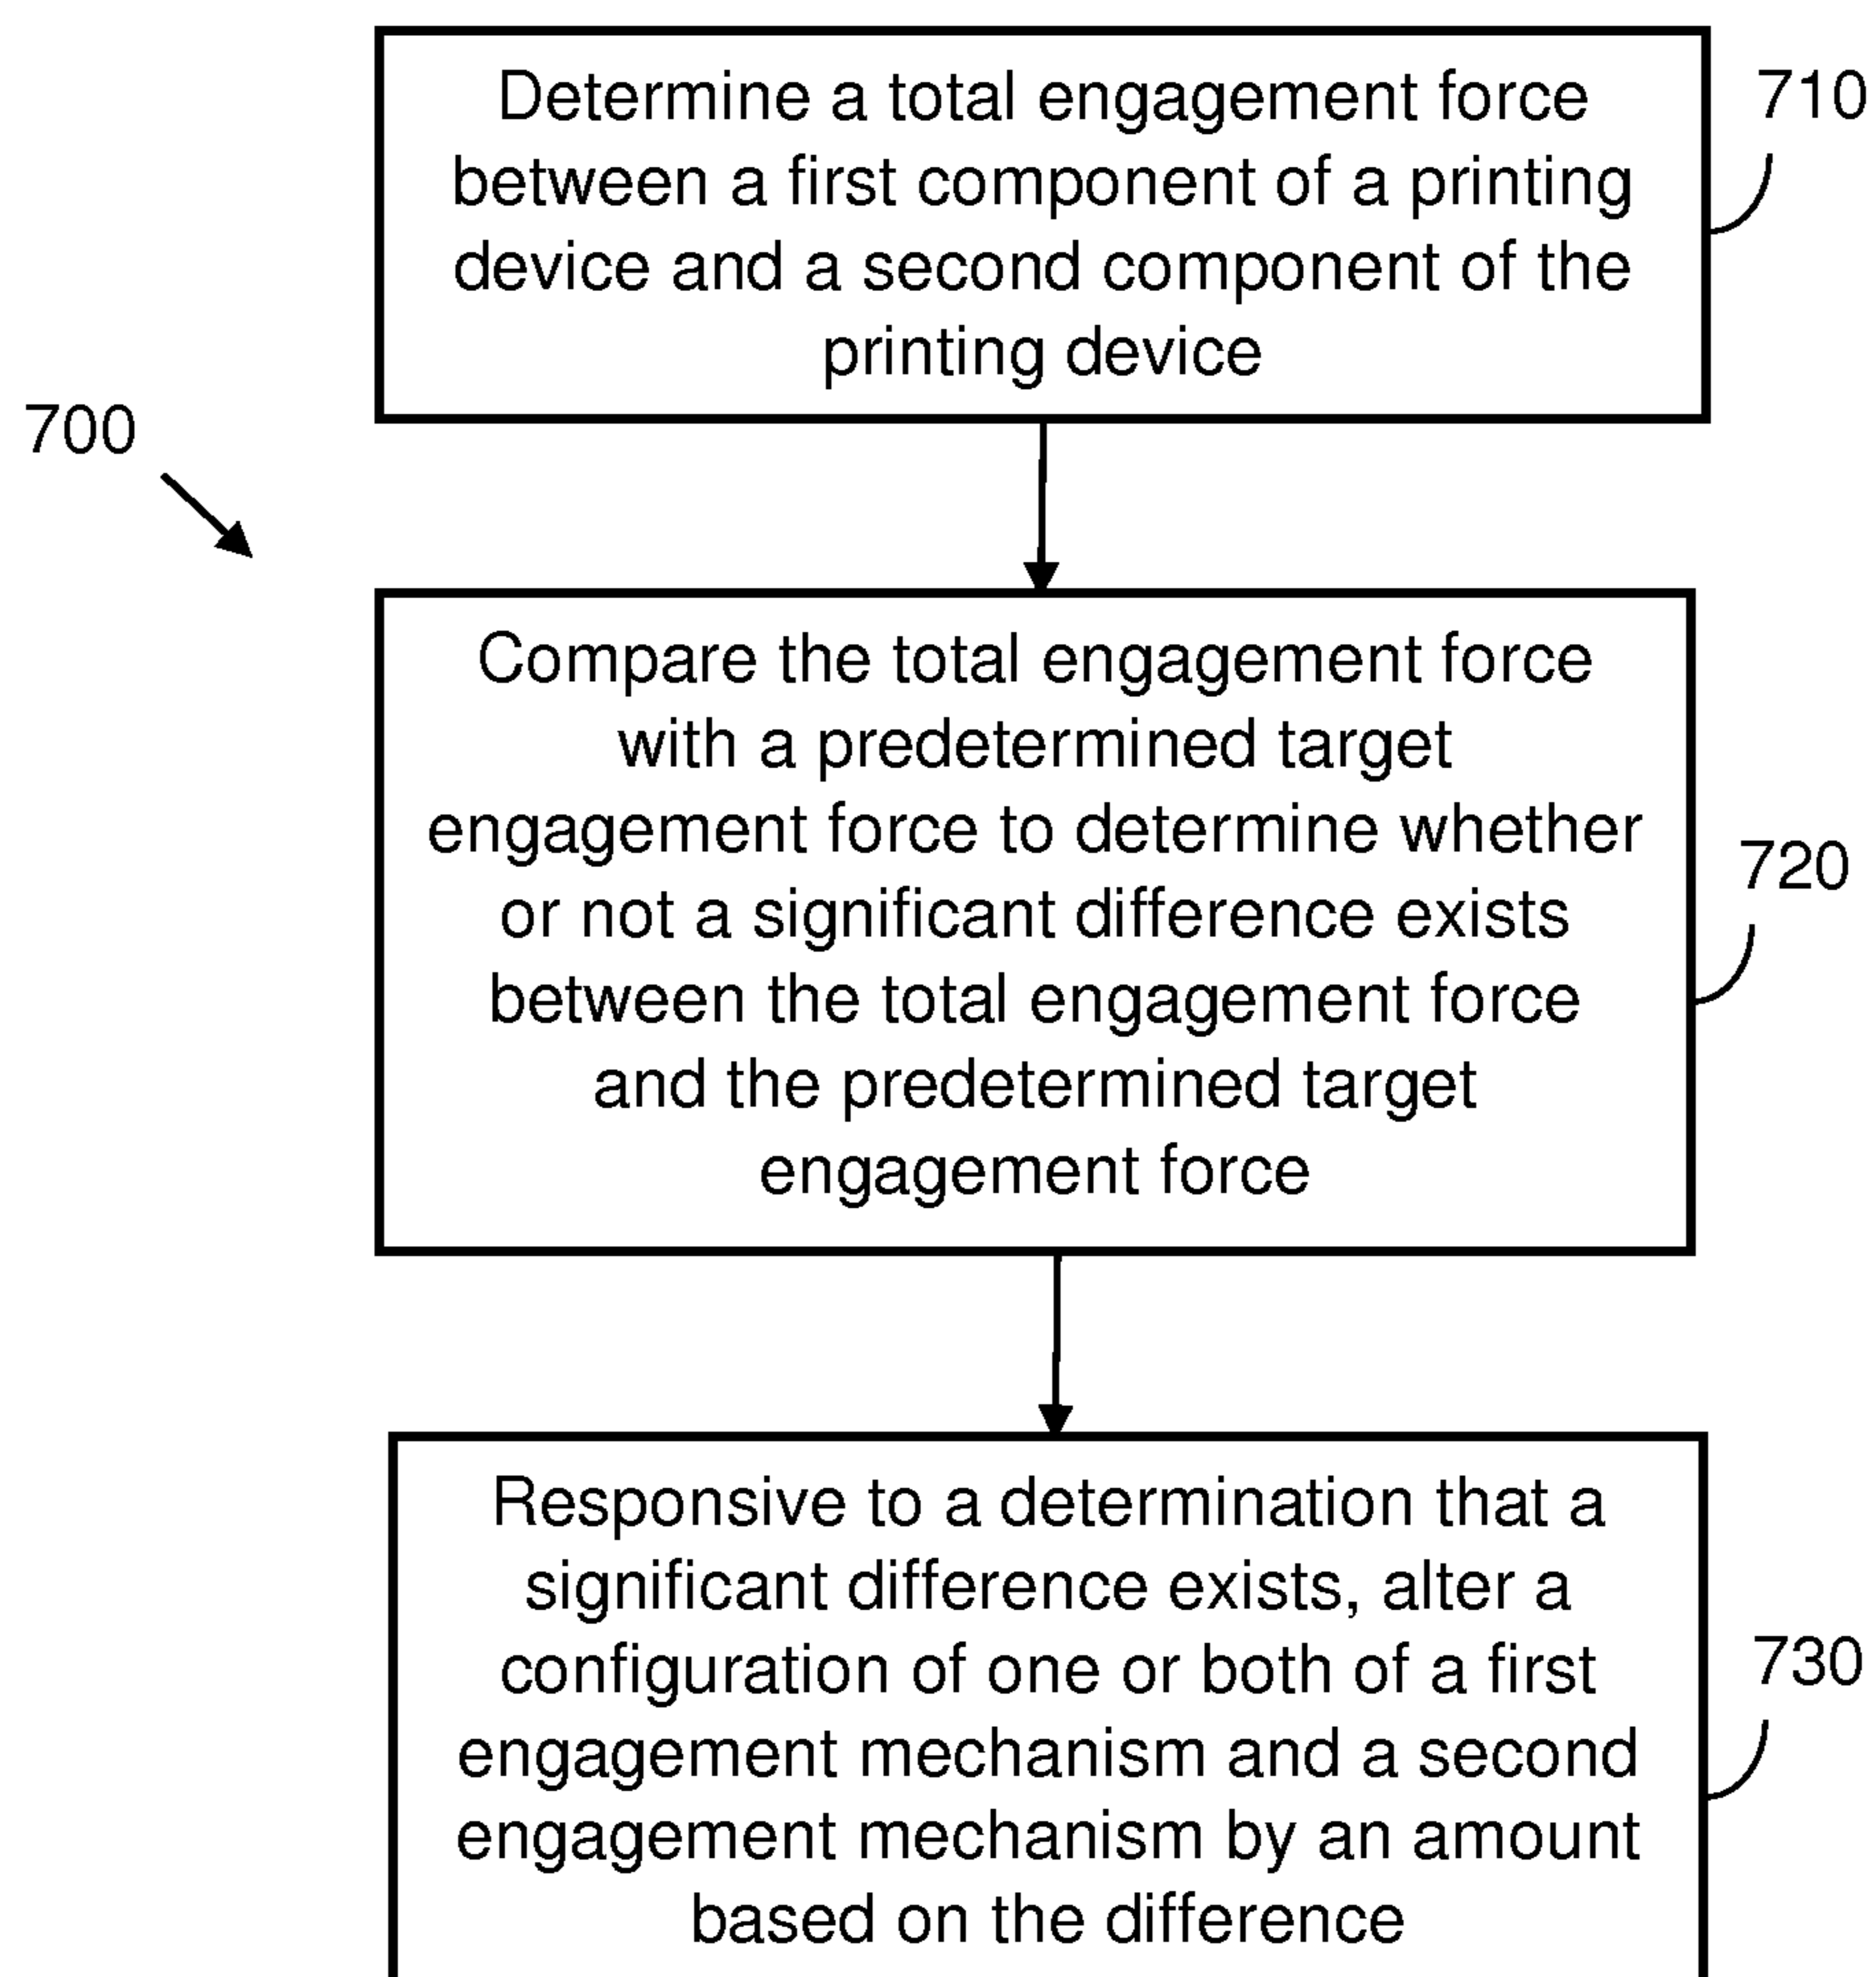 Determine a total engagement force
between a first component of a printing
device and a second component of the
printing device
710
700
Compare the total engagement force
with a predetermined target
engagement force to determine whether
or not a significant difference exists
between the total engagement force
and the predetermined target
engagement force
720
Responsive to a determination that a
significant difference exists, alter a
configuration of one or both of a first
engagement mechanism and a second
engagement mechanism by an amount
based on the difference
730